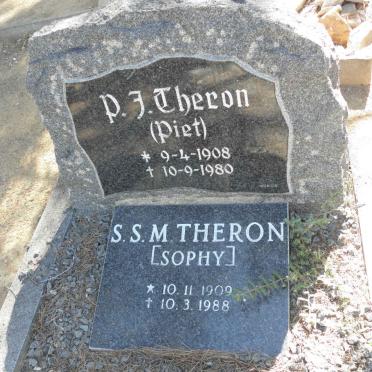 P. J. Theron
(Piet)
* 9-4-1908
† 10-9-1980
S. S. M. THERON
[SOPHY]
* 10. 11. 1909
† 10. 3. 1988